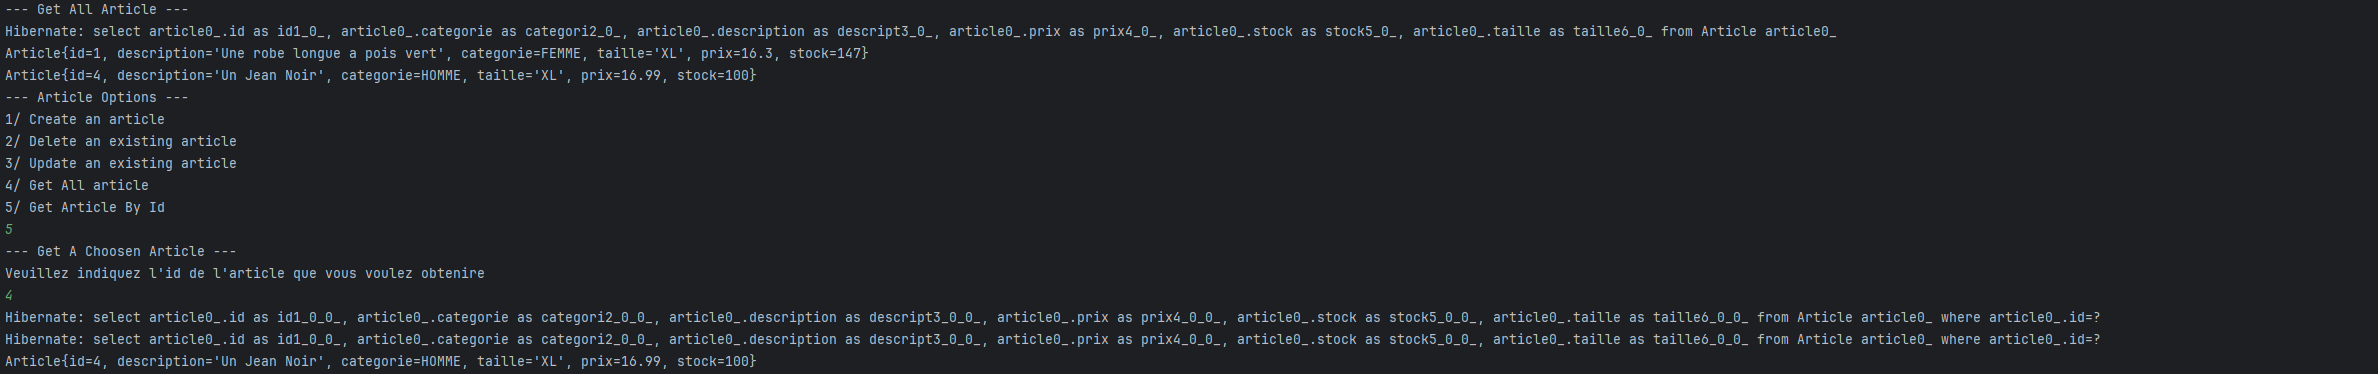 --- Get All Article ---
Hibernate: select article0_.id as id1_0_, article0_.categorie as categori2_0_, article0_.description as descript3_0_, article0_.prix as prix4_0_, article0_.stock as stock5_0_, article0_.taille as taille6_0_ from Article article0_
Article{id=1, description='Une robe longue a pois vert', categorie=FEMME, taille='XL', prix=16.3, stock=147}
Article{id=4, description='Un Jean Noir', categorie=HOMME, taille='XL', prix=16.99, stock=100}
--- Article Options ---
1/ Create an article
2/ Delete an existing article
3/ Update an existing article
4/ Get All article
5/ Get Article By Id
5
--- Get A Choosen Article ---
Veuillez indiquez l'id de l'article que vous voulez obtenire
4
Hibernate: select article0_.id as id1_0_0_, article0_.categorie as categori2_0_0_, article0_.description as descript3_0_0_, article0_.prix as prix4_0_0_, article0_.stock as stock5_0_0_, article0_.taille as taille6_0_0_ from Article article0_ where article0_.id=?
Hibernate: select article0_.id as id1_0_0_, article0_.categorie as categori2_0_0_, article0_.description as descript3_0_0_, article0_.prix as prix4_0_0_, article0_.stock as stock5_0_0_, article0_.taille as taille6_0_0_ from Article article0_ where article0_.id=?
Article{id=4, description='Un Jean Noir', categorie=HOMME, taille='XL', prix=16.99, stock=100}